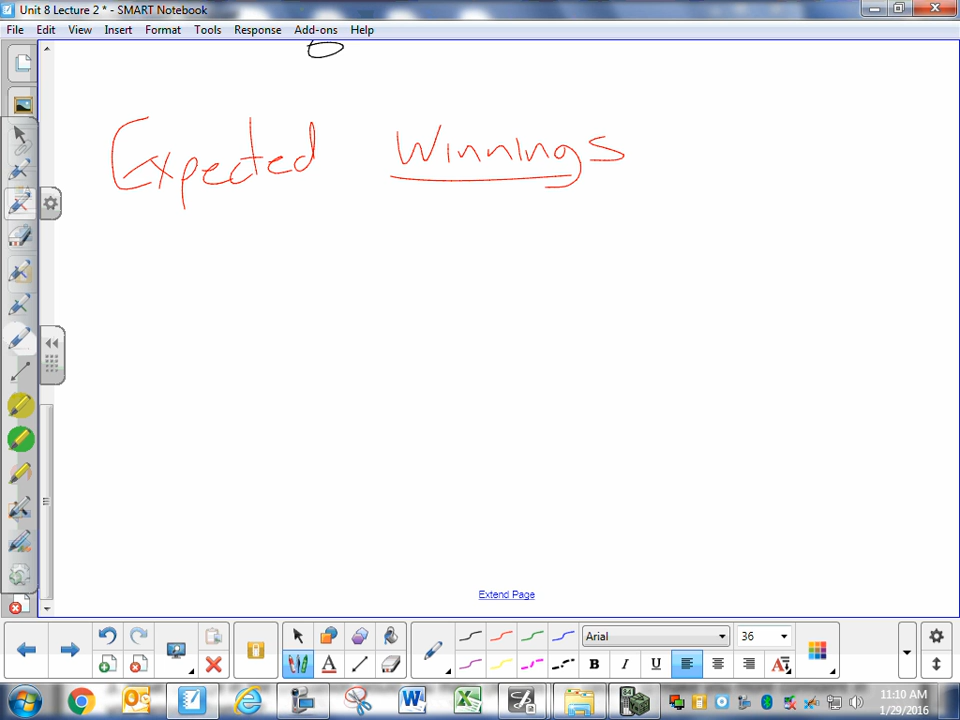 Unit 8 Lecture 2 * - SMART Notebook
File Edit View Insert Format Tools Response Add-ons Help
Expected Winnings
Extend Page
Arial 36
B I U A
11:10 AM
1/29/2016